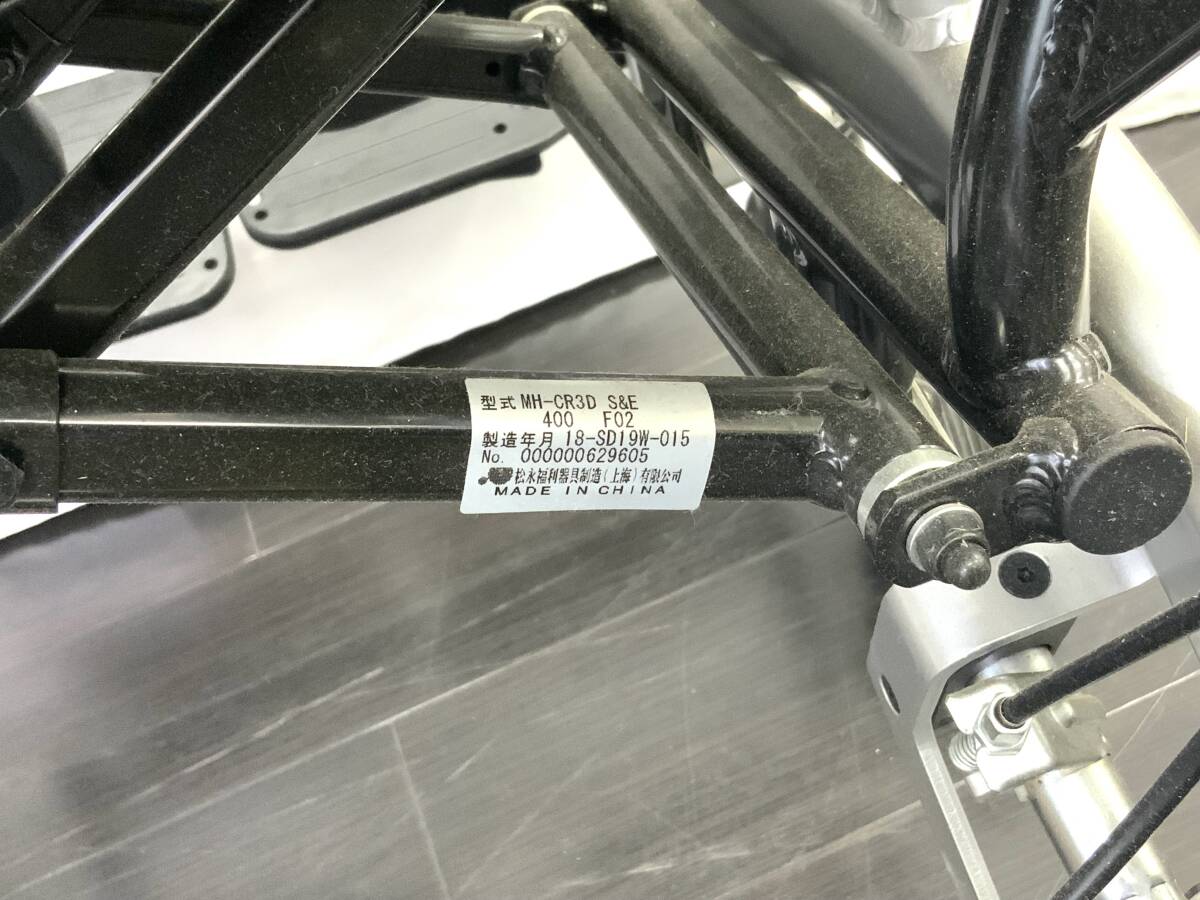 型式 MH-CR3D S&E
400 F02
製造年月 18-SD19W-015
No. 000000629605
松永福利器具制造(上海)有限公司
MADE IN CHINA